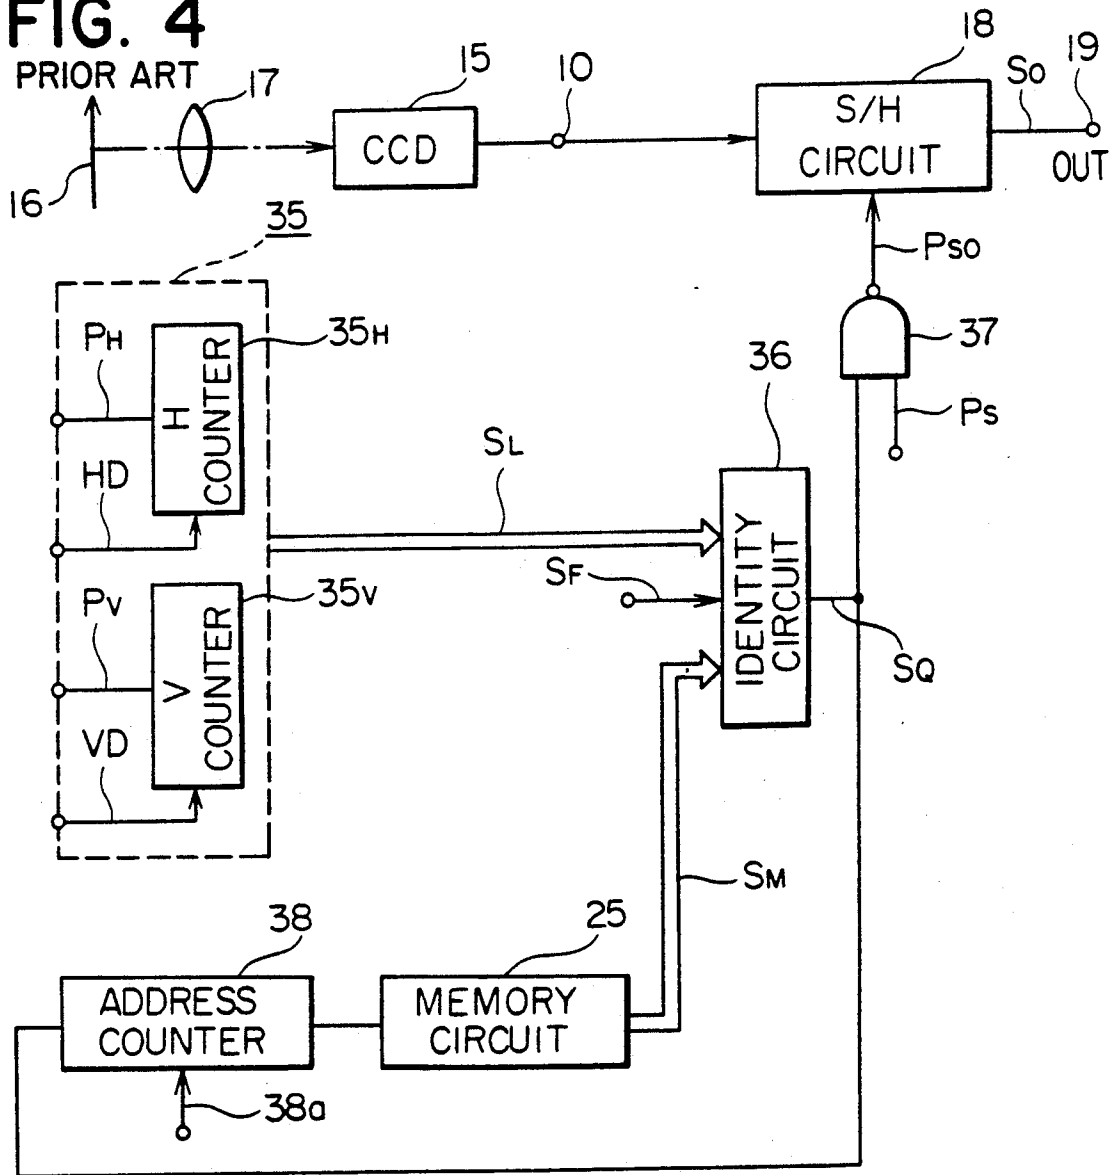 FIG. 4
PRIOR ART
16
17
15
CCD
10
18
S/H
CIRCUIT
So
19
OUT
35
PH
35H
H
COUNTER
HD
PV
35V
V
COUNTER
VD
SL
SF
36
IDENTITY
CIRCUIT
SQ
PSO
37
PS
SM
38
ADDRESS
COUNTER
38a
25
MEMORY
CIRCUIT